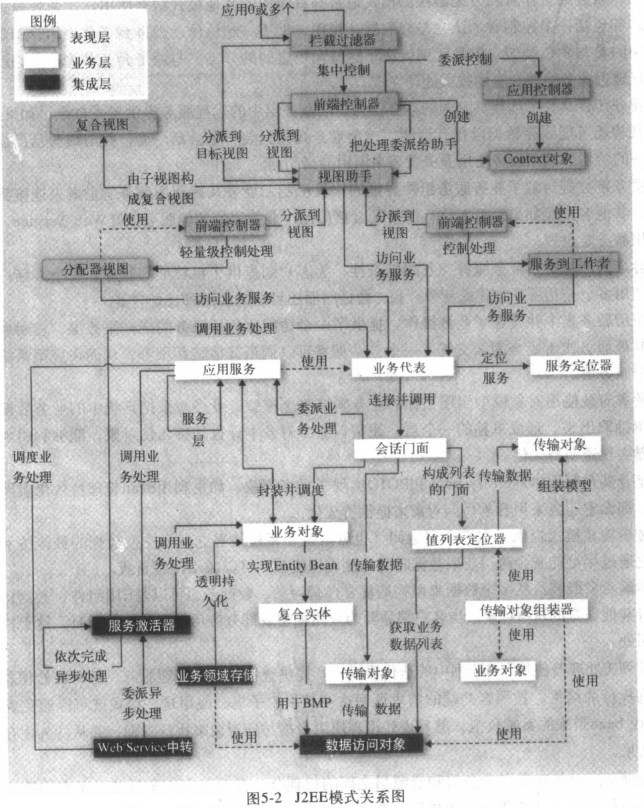 图例
表现层
业务层
集成层
应用0或多个
拦截过滤器
集中控制
委派控制
前端控制器
应用控制器
复合视图
分派到
目标视图
分派到
视图
把处理委派给助手
创建
创建
Context对象
视图助手
由子视图构
成复合视图
使用
前端控制器
分派到
视图
分派到
视图
前端控制器
使用
轻量级控制处理
控制处理
分配器视图
访问业
务服务
服务到工作者
访问业务服务
访问业
务服务
调用业务处理
应用服务
使用
业务代表
定位
服务
服务定位器
服务
层
委派业
务处理
连接并调用
会话门面
传输对象
调度业
务处理
调用业
务处理
构成列表
的门面
传输数据
组装模型
封装并调度
业务对象
值列表定位器
调用业
务处理
实现Entity Bean
传输数据
透明持
久化
使用
复合实体
传输对象组装器
服务激活器
获取业务
数据列表
使用
依次完成
异步处理
业务领域存储
传输对象
业务对象
委派异
步处理
用于BMP
传输 数据
使用
Web Service中转
使用
数据访问对象
使用
图5-2 J2EE模式关系图